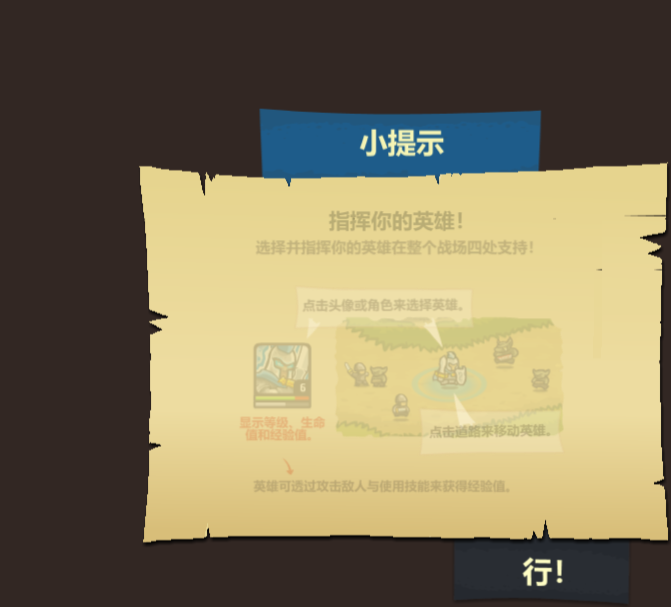 小提示
指挥你的英雄！
选择并指挥你的英雄在整个战场四处支持！
点击头像或角色来选择英雄。
6
显示等级、生命
值和经验值。
点击道路来移动英雄。
英雄可透过攻击敌人与使用技能来获得经验值。
行！